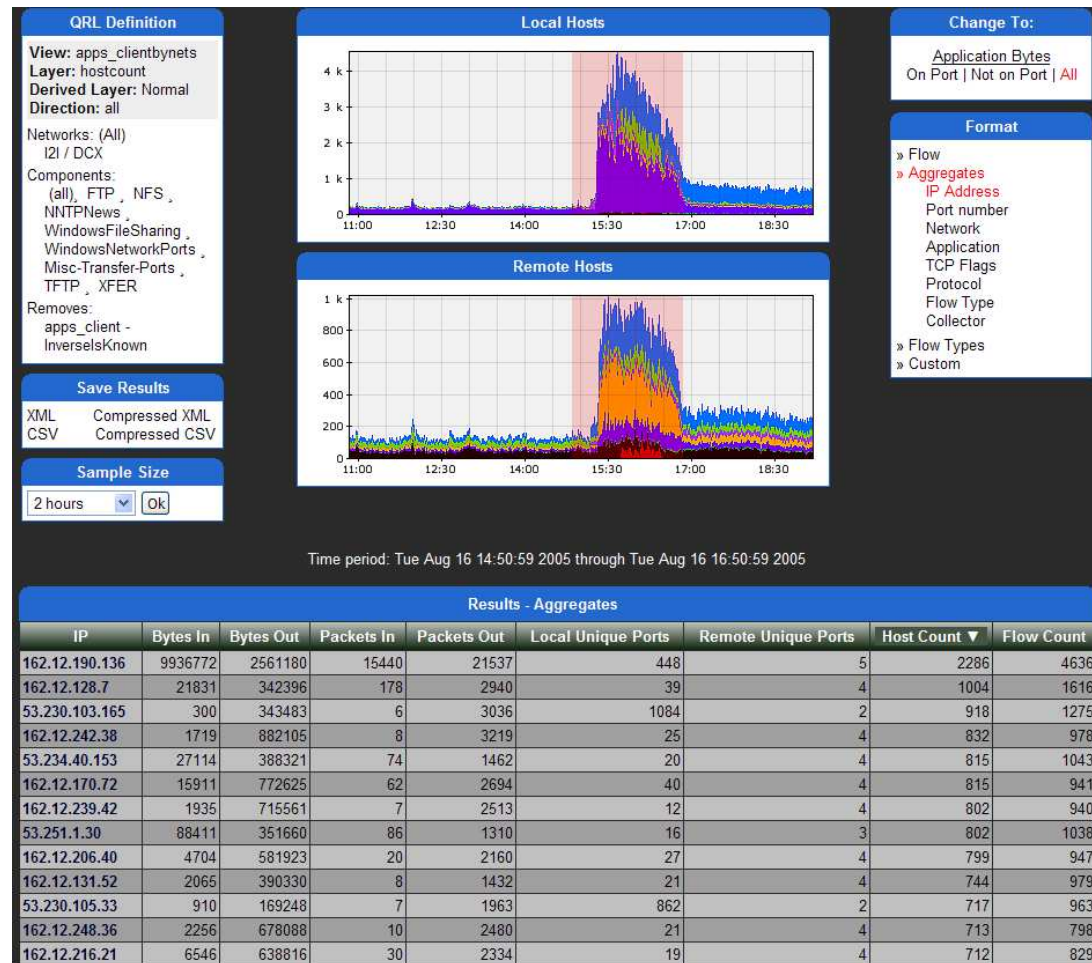 QRL Definition
View: apps_clientbynets
Layer: hostcount
Derived Layer: Normal
Direction: all
Networks: (All)
I2I / DCX
Components:
(all), FTP , NFS ,
NNTPNews ,
WindowsFileSharing ,
WindowsNetworkPorts ,
Misc-Transfer-Ports ,
TFTP , XFER
Removes:
apps_client -
InverseIsKnown
Save Results
XML Compressed XML
CSV Compressed CSV
Sample Size
2 hours Ok
Local Hosts
4 k
3 k
2 k
1 k
0
11:00 12:30 14:00 15:30 17:00 18:30
Remote Hosts
1 k
800
600
400
200
0
11:00 12:30 14:00 15:30 17:00 18:30
Change To:
Application Bytes
On Port | Not on Port | All
Format
» Flow
» Aggregates
IP Address
Port number
Network
Application
TCP Flags
Protocol
Flow Type
Collector
» Flow Types
» Custom
Time period: Tue Aug 16 14:50:59 2005 through Tue Aug 16 16:50:59 2005
Results - Aggregates
IP Bytes In Bytes Out Packets In Packets Out Local Unique Ports Remote Unique Ports Host Count ▼ Flow Count
162.12.190.136 9936772 2561180 15440 21537 448 5 2286 4636
162.12.128.7 21831 342396 178 2940 39 4 1004 1616
53.230.103.165 300 343483 6 3036 1084 2 918 1275
162.12.242.38 1719 882105 8 3219 25 4 832 978
53.234.40.153 27114 388321 74 1462 20 4 815 1043
162.12.170.72 15911 772625 62 2694 40 4 815 941
162.12.239.42 1935 715561 7 2513 12 4 802 940
53.251.1.30 88411 351660 86 1310 16 3 802 1038
162.12.206.40 4704 581923 20 2160 27 4 799 947
162.12.131.52 2065 390330 8 1432 21 4 744 979
53.230.105.33 910 169248 7 1963 862 2 717 963
162.12.248.36 2256 678088 10 2480 21 4 713 798
162.12.216.21 6546 638816 30 2334 19 4 712 829